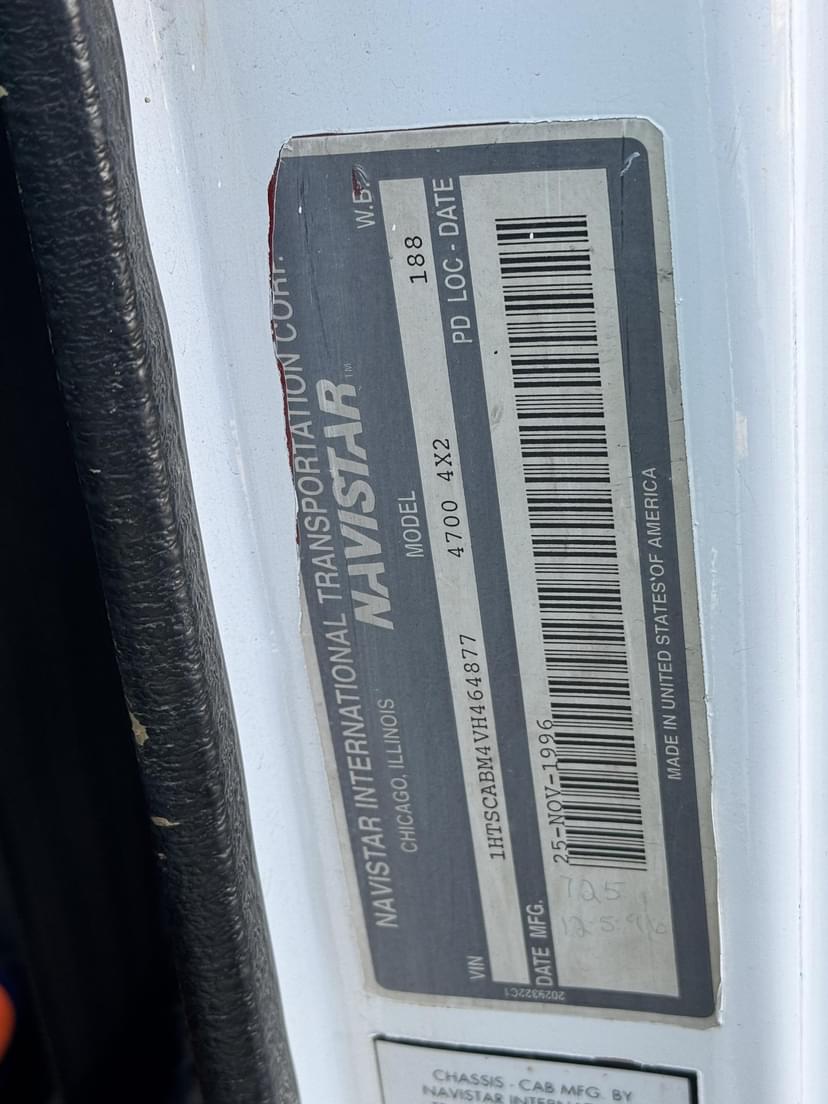 NAVISTAR INTERNATIONAL TRANSPORTATION CORP.
CHICAGO, ILLINOIS
NAVISTAR™
VIN MODEL W.B.
1HTSCABM4VH464877 4700 4X2 188
DATE MFG. PD LOC - DATE
25-NOV-1996
725
12-5-96
MADE IN UNITED STATES OF AMERICA
2029322C1
CHASSIS - CAB MFG. BY